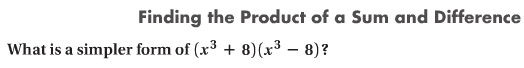 Finding the Product of a Sum and Difference
What is a simpler form of (x³ + 8)(x³ − 8)?